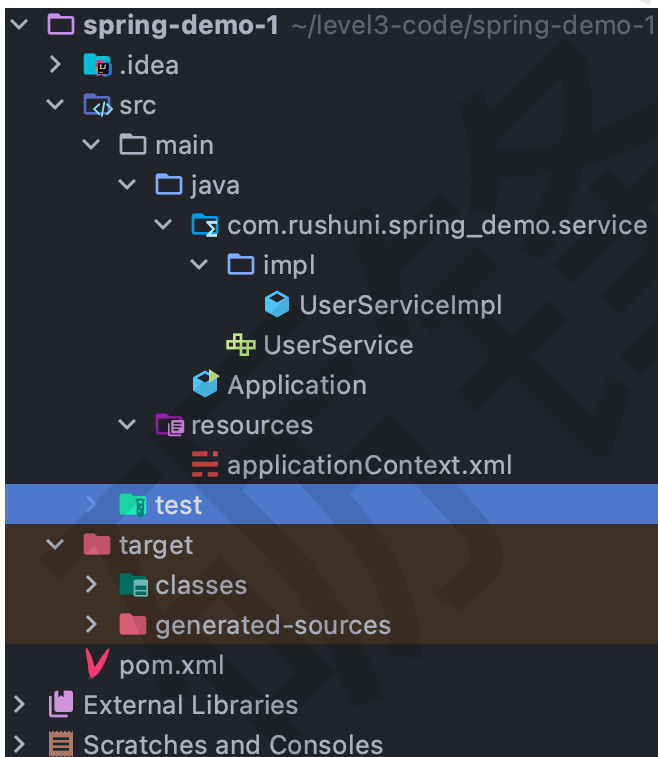 spring-demo-1 ~/level3-code/spring-demo-1
.idea
src
main
java
com.rushuni.spring_demo.service
impl
UserServiceImpl
UserService
Application
resources
applicationContext.xml
test
target
classes
generated-sources
pom.xml
External Libraries
Scratches and Consoles